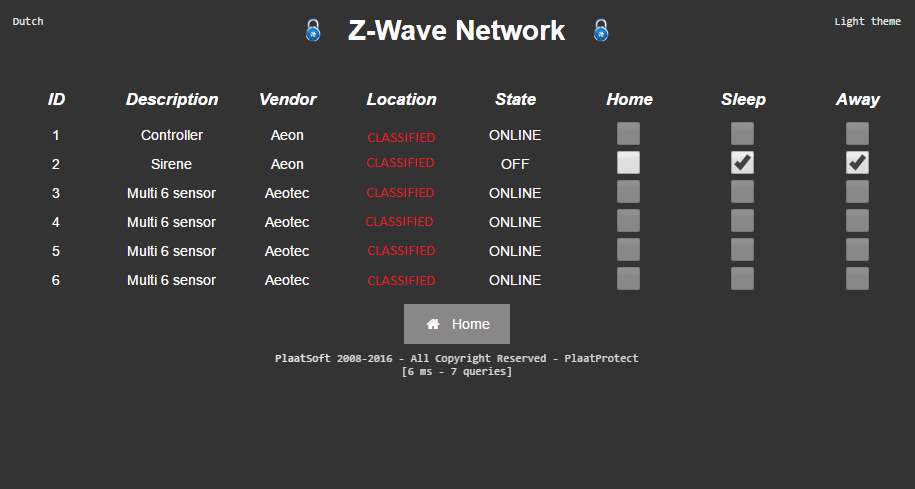 Dutch
Z-Wave Network
Light theme
ID Description Vendor Location State Home Sleep Away
1 Controller Aeon CLASSIFIED ONLINE
2 Sirene Aeon CLASSIFIED OFF
3 Multi 6 sensor Aeotec CLASSIFIED ONLINE
4 Multi 6 sensor Aeotec CLASSIFIED ONLINE
5 Multi 6 sensor Aeotec CLASSIFIED ONLINE
6 Multi 6 sensor Aeotec CLASSIFIED ONLINE
Home
PlaatSoft 2008-2016 - All Copyright Reserved - PlaatProtect
[6 ms - 7 queries]